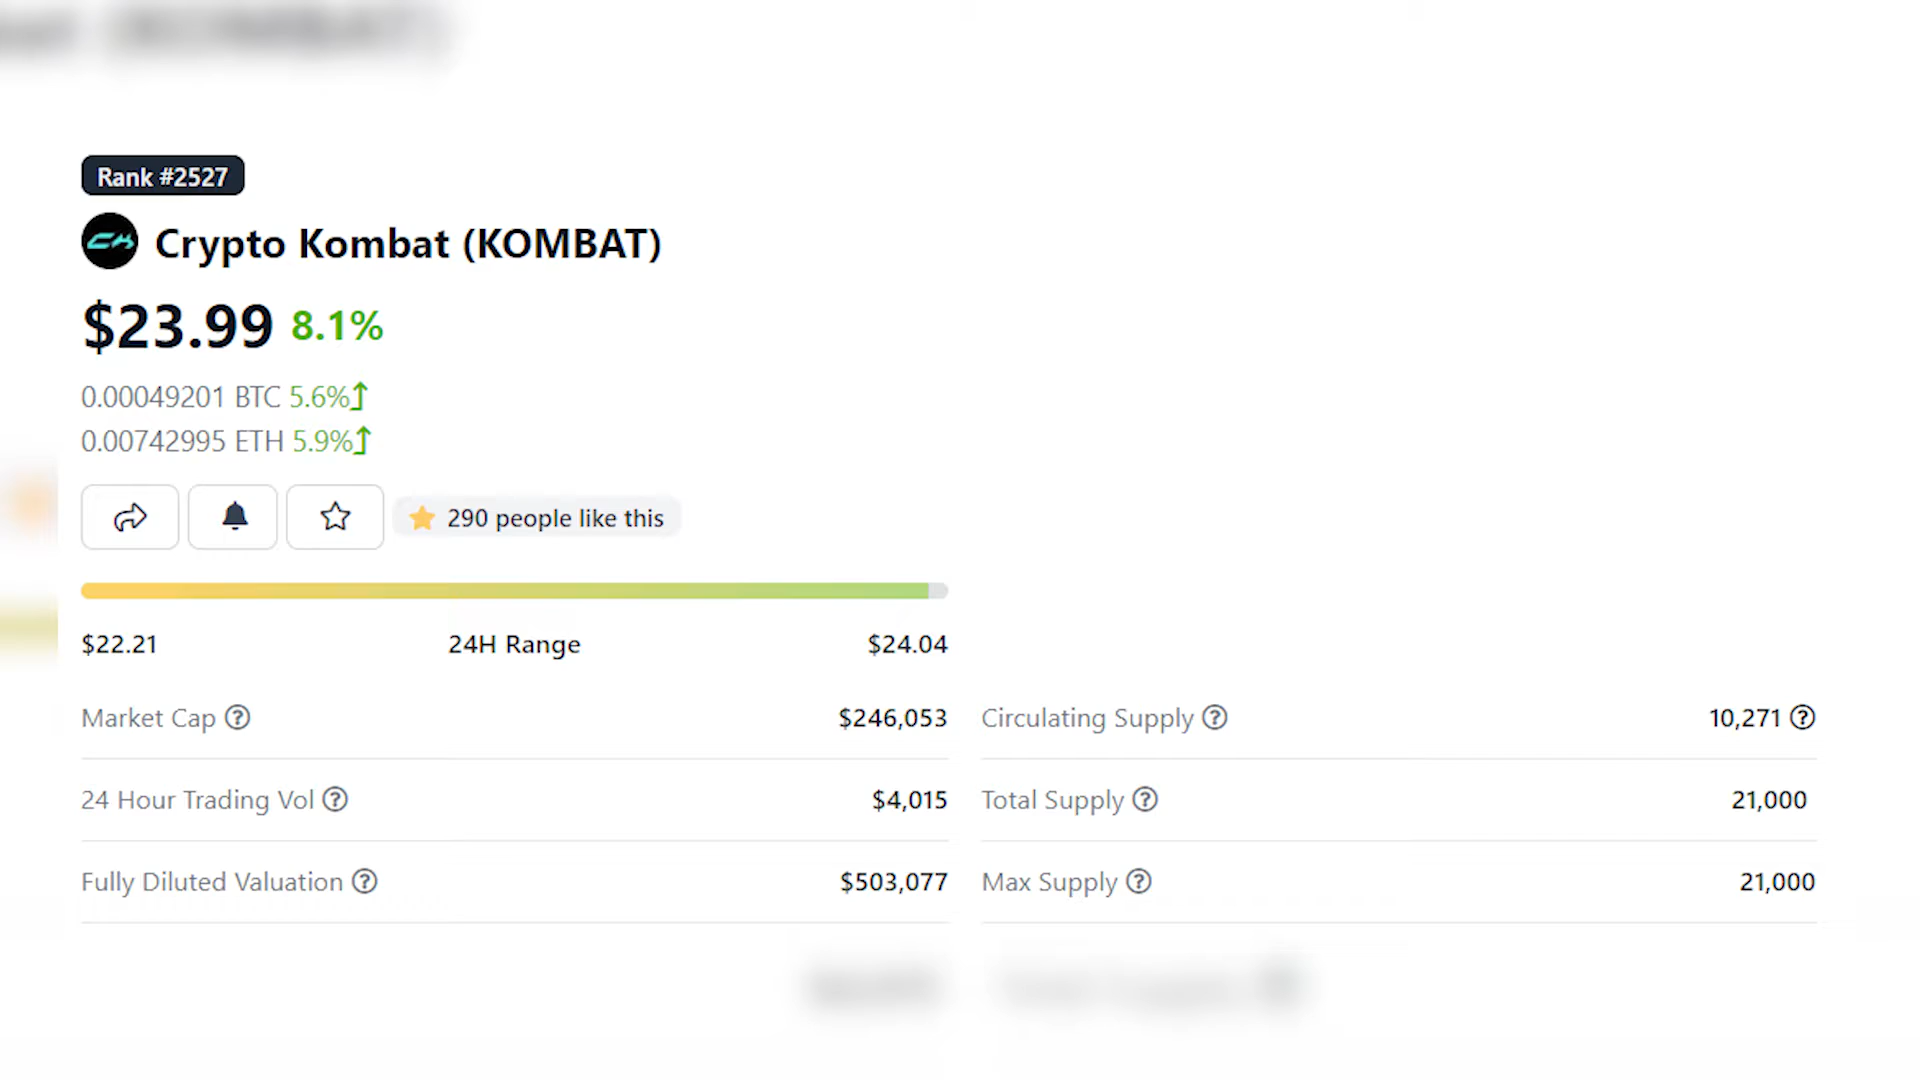 Rank #2527
CK Crypto Kombat (KOMBAT)
$23.99 8.1%
0.00049201 BTC 5.6%
0.00742995 ETH 5.9%
290 people like this
$22.21 24H Range $24.04
Market Cap ? $246,053 Circulating Supply ? 10,271 ?
24 Hour Trading Vol ? $4,015 Total Supply ? 21,000
Fully Diluted Valuation ? $503,077 Max Supply ? 21,000